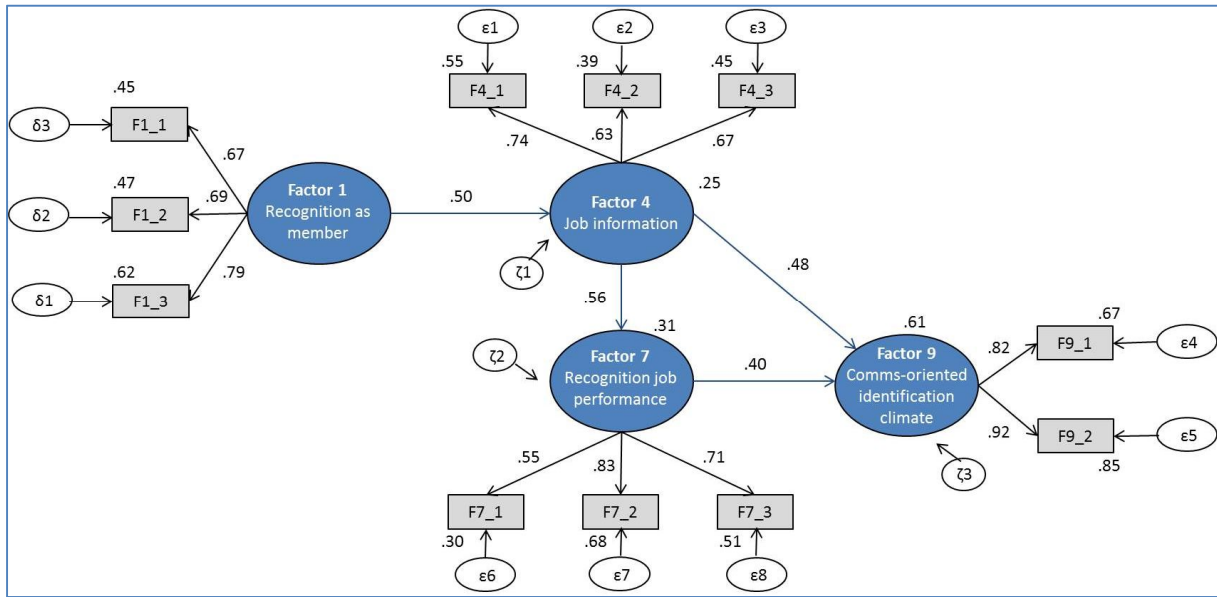 ε1
ε2
ε3
.55
.39
.45
F4_1
F4_2
F4_3
.74
.63
.67
.45
δ3
F1_1
.67
.47
δ2
F1_2
.69
.62
δ1
F1_3
.79
Factor 1
Recognition as
member
.50
Factor 4
Job information
.25
ζ1
.48
.56
.31
ζ2
Factor 7
Recognition job
performance
.40
.61
Factor 9
Comms-oriented
identification
climate
ζ3
.82
.67
F9_1
ε4
.92
F9_2
ε5
.85
.55
.83
.71
F7_1
F7_2
F7_3
.30
.68
.51
ε6
ε7
ε8